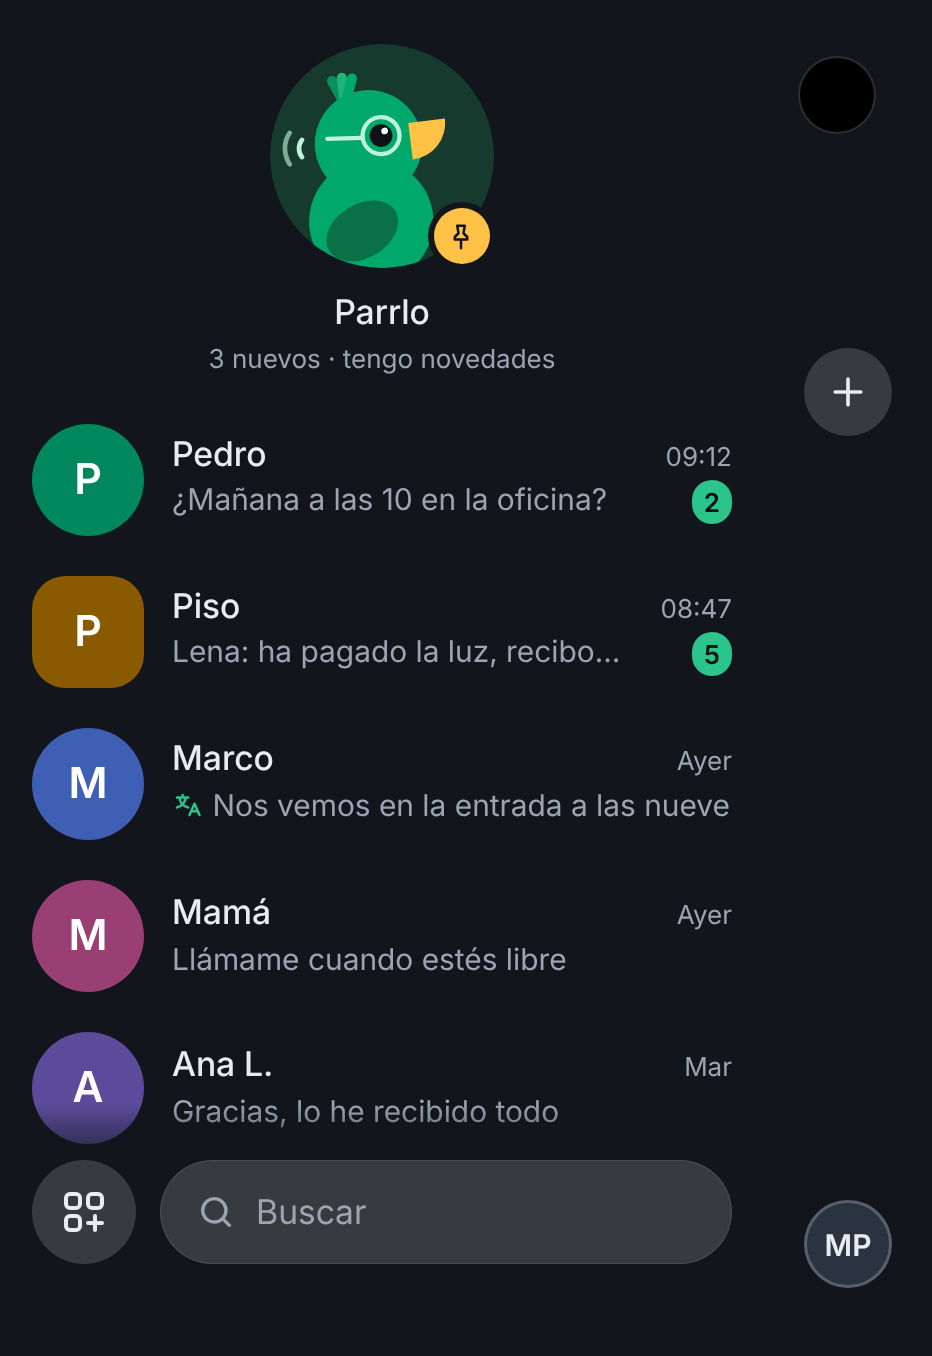 Parrlo
3 nuevos · tengo novedades
P
Pedro
09:12
¿Mañana a las 10 en la oficina?
2
P
Piso
08:47
Lena: ha pagado la luz, recibo...
5
M
Marco
Ayer
Nos vemos en la entrada a las nueve
M
Mamá
Ayer
Llámame cuando estés libre
A
Ana L.
Mar
Gracias, lo he recibido todo
Buscar
MP